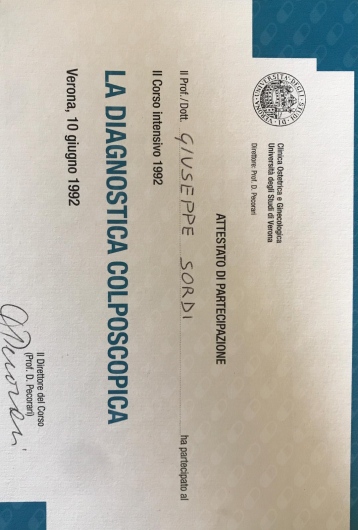 Clinica Ostetrica e Ginecologica
Università degli Studi di Verona
Direttore: Prof. D. Pecorari
ATTESTATO DI PARTECIPAZIONE
Il Prof./Dott. GIUSEPPE SORDI ha partecipato al
II Corso intensivo 1992
LA DIAGNOSTICA COLPOSCOPICA
Verona, 10 giugno 1992
Il Direttore del Corso
(Prof. D. Pecorari)
D. Pecorari